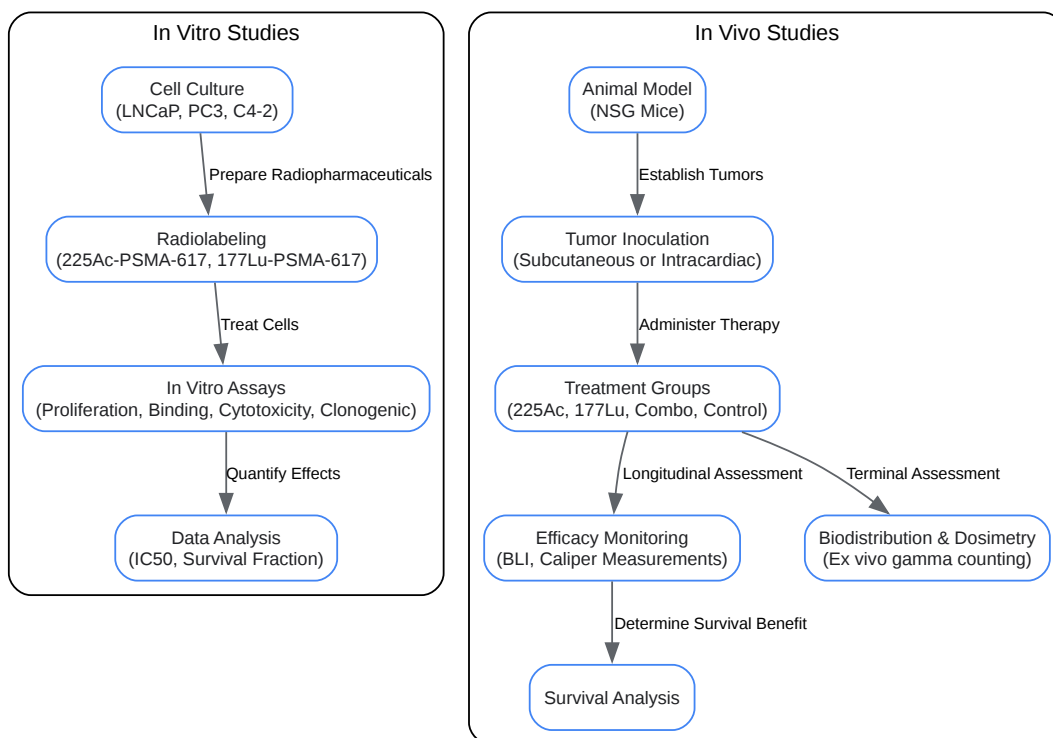 In Vitro Studies
Cell Culture
(LNCaP, PC3, C4-2)
Prepare Radiopharmaceuticals
Radiolabeling
(225Ac-PSMA-617, 177Lu-PSMA-617)
Treat Cells
In Vitro Assays
(Proliferation, Binding, Cytotoxicity, Clonogenic)
Quantify Effects
Data Analysis
(IC50, Survival Fraction)
In Vivo Studies
Animal Model
(NSG Mice)
Establish Tumors
Tumor Inoculation
(Subcutaneous or Intracardiac)
Administer Therapy
Treatment Groups
(225Ac, 177Lu, Combo, Control)
Longitudinal Assessment
Terminal Assessment
Efficacy Monitoring
(BLI, Caliper Measurements)
Biodistribution & Dosimetry
(Ex vivo gamma counting)
Determine Survival Benefit
Survival Analysis